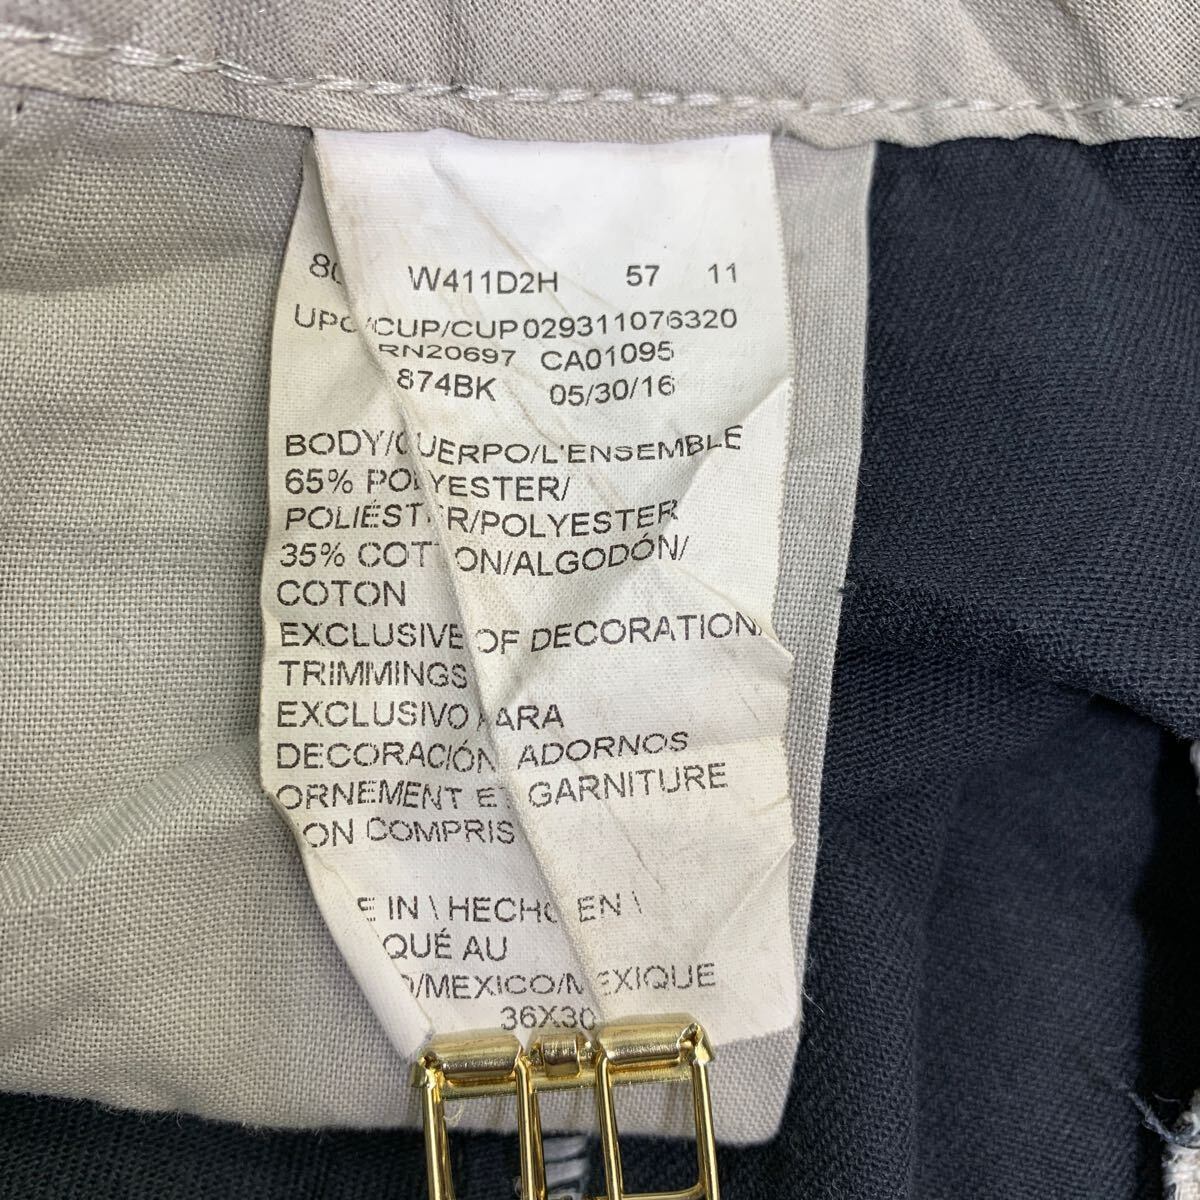 W411D2H 57 11
UPC/CUP/CUP 029311076320
RN20697 CA01095
874BK 05/30/16
BODY/CUERPO/L'ENSEMBLE
65% POLYESTER/
POLIÉSTER/POLYESTER
35% COTTON/ALGODÓN/
COTON
EXCLUSIVE OF DECORATION/
TRIMMINGS
EXCLUSIVO PARA
DECORACIÓN ADORNOS
ORNEMENT ET GARNITURE
ON COMPRIS
E IN \ HECHO EN \
QUÉ AU
O/MEXICO/MEXIQUE
36X30